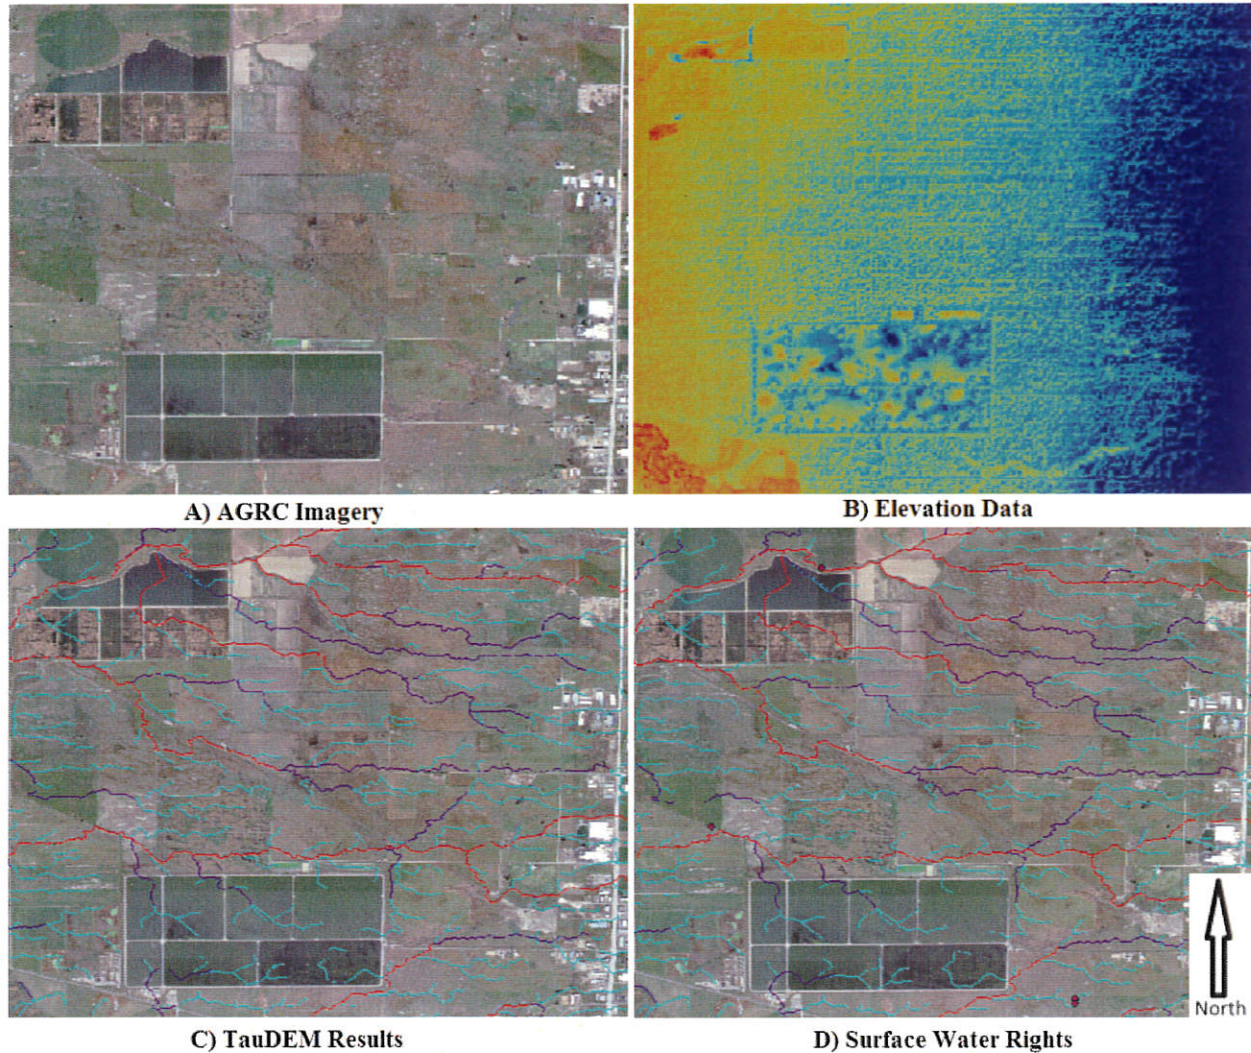 A) AGRC Imagery
B) Elevation Data
C) TauDEM Results
D) Surface Water Rights
North